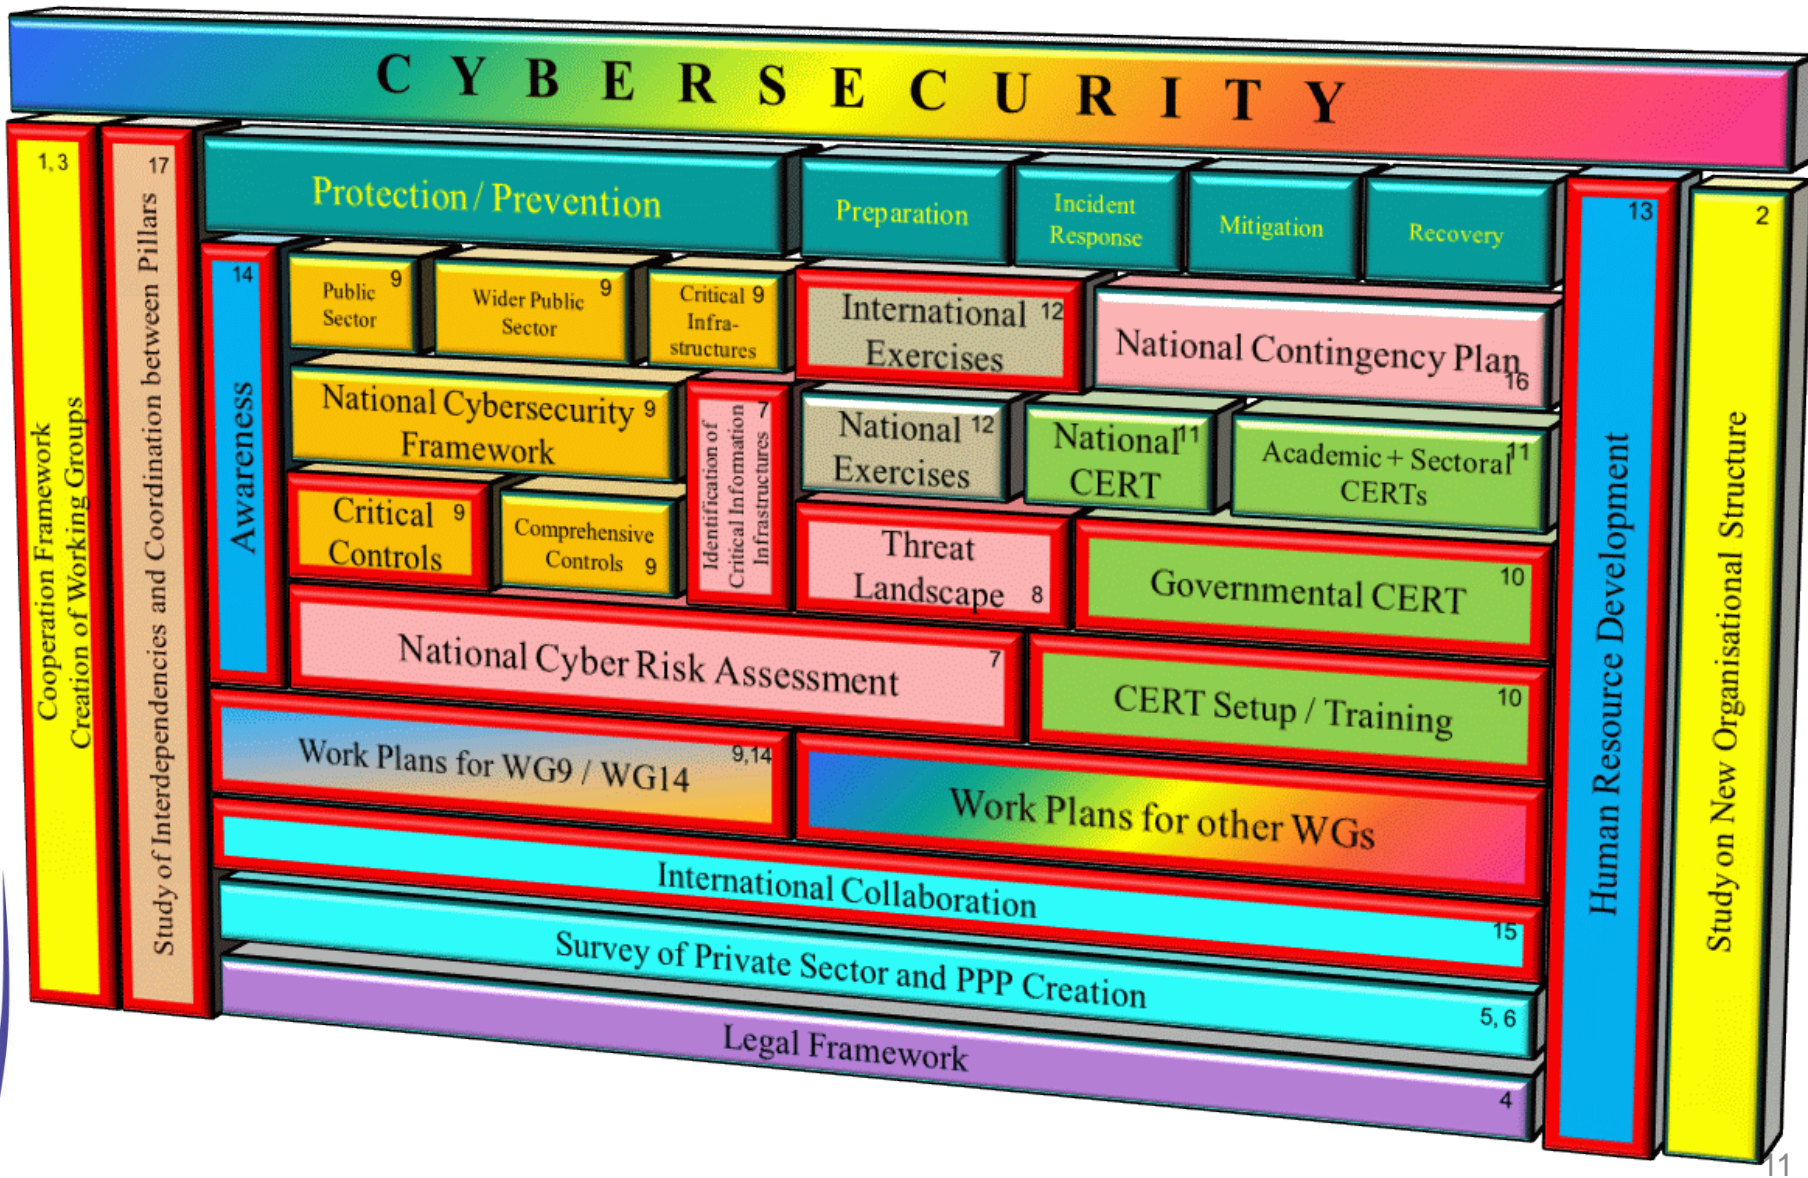 C Y B E R S E C U R I T Y
1, 3
Cooperation Framework
Creation of Working Groups
17
Study of Interdependencies and Coordination between Pillars
Protection / Prevention
Preparation
Incident
Response
Mitigation
Recovery
13
Human Resource Development
2
Study on New Organisational Structure
14
Awareness
Public 9
Sector
Wider Public 9
Sector
Critical 9
Infra-
structures
International 12
Exercises
National Contingency Plan
16
National Cybersecurity 9
Framework
7
Identification of
Critical Information
Infrastructures
National 12
Exercises
National 11
CERT
Academic + Sectoral 11
CERTs
Critical 9
Controls
Comprehensive
Controls 9
Threat
Landscape 8
Governmental CERT 10
National Cyber Risk Assessment 7
CERT Setup / Training 10
Work Plans for WG9 / WG14 9,14
Work Plans for other WGs
International Collaboration
15
Survey of Private Sector and PPP Creation
5, 6
Legal Framework
4
11